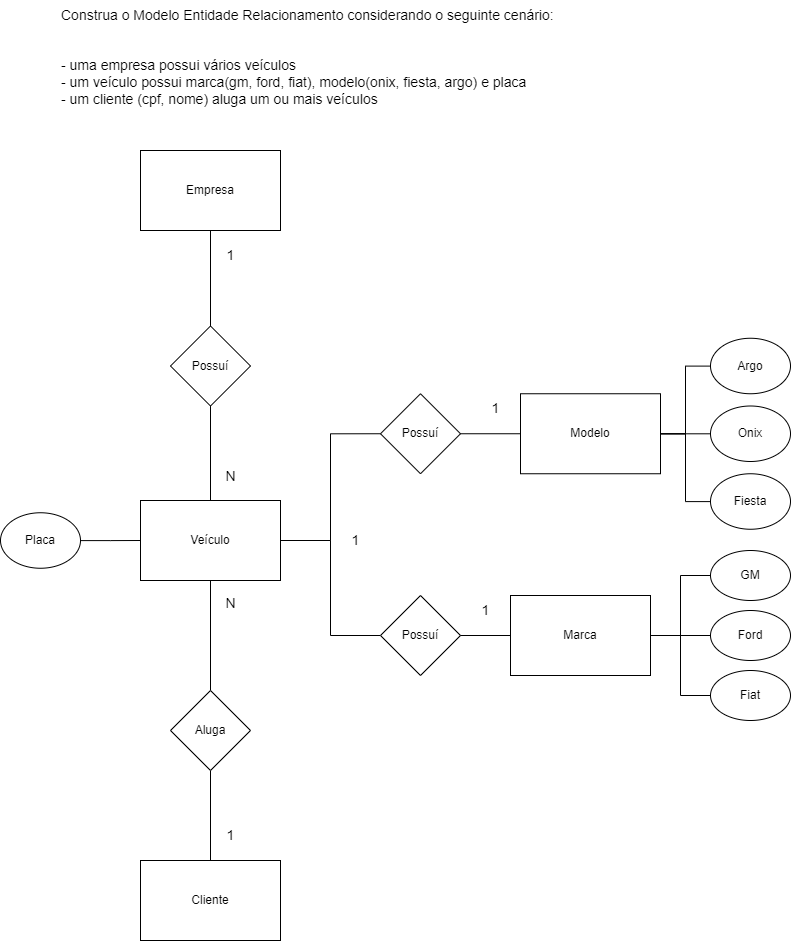 Construa o Modelo Entidade Relacionamento considerando o seguinte cenário:
- uma empresa possui vários veículos
- um veículo possui marca(gm, ford, fiat), modelo(onix, fiesta, argo) e placa
- um cliente (cpf, nome) aluga um ou mais veículos
Empresa
1
Possuí
Argo
1
Possuí
Modelo
Onix
N
Fiesta
Placa
Veículo
1
GM
N
1
Possuí
Marca
Ford
Fiat
Aluga
1
Cliente